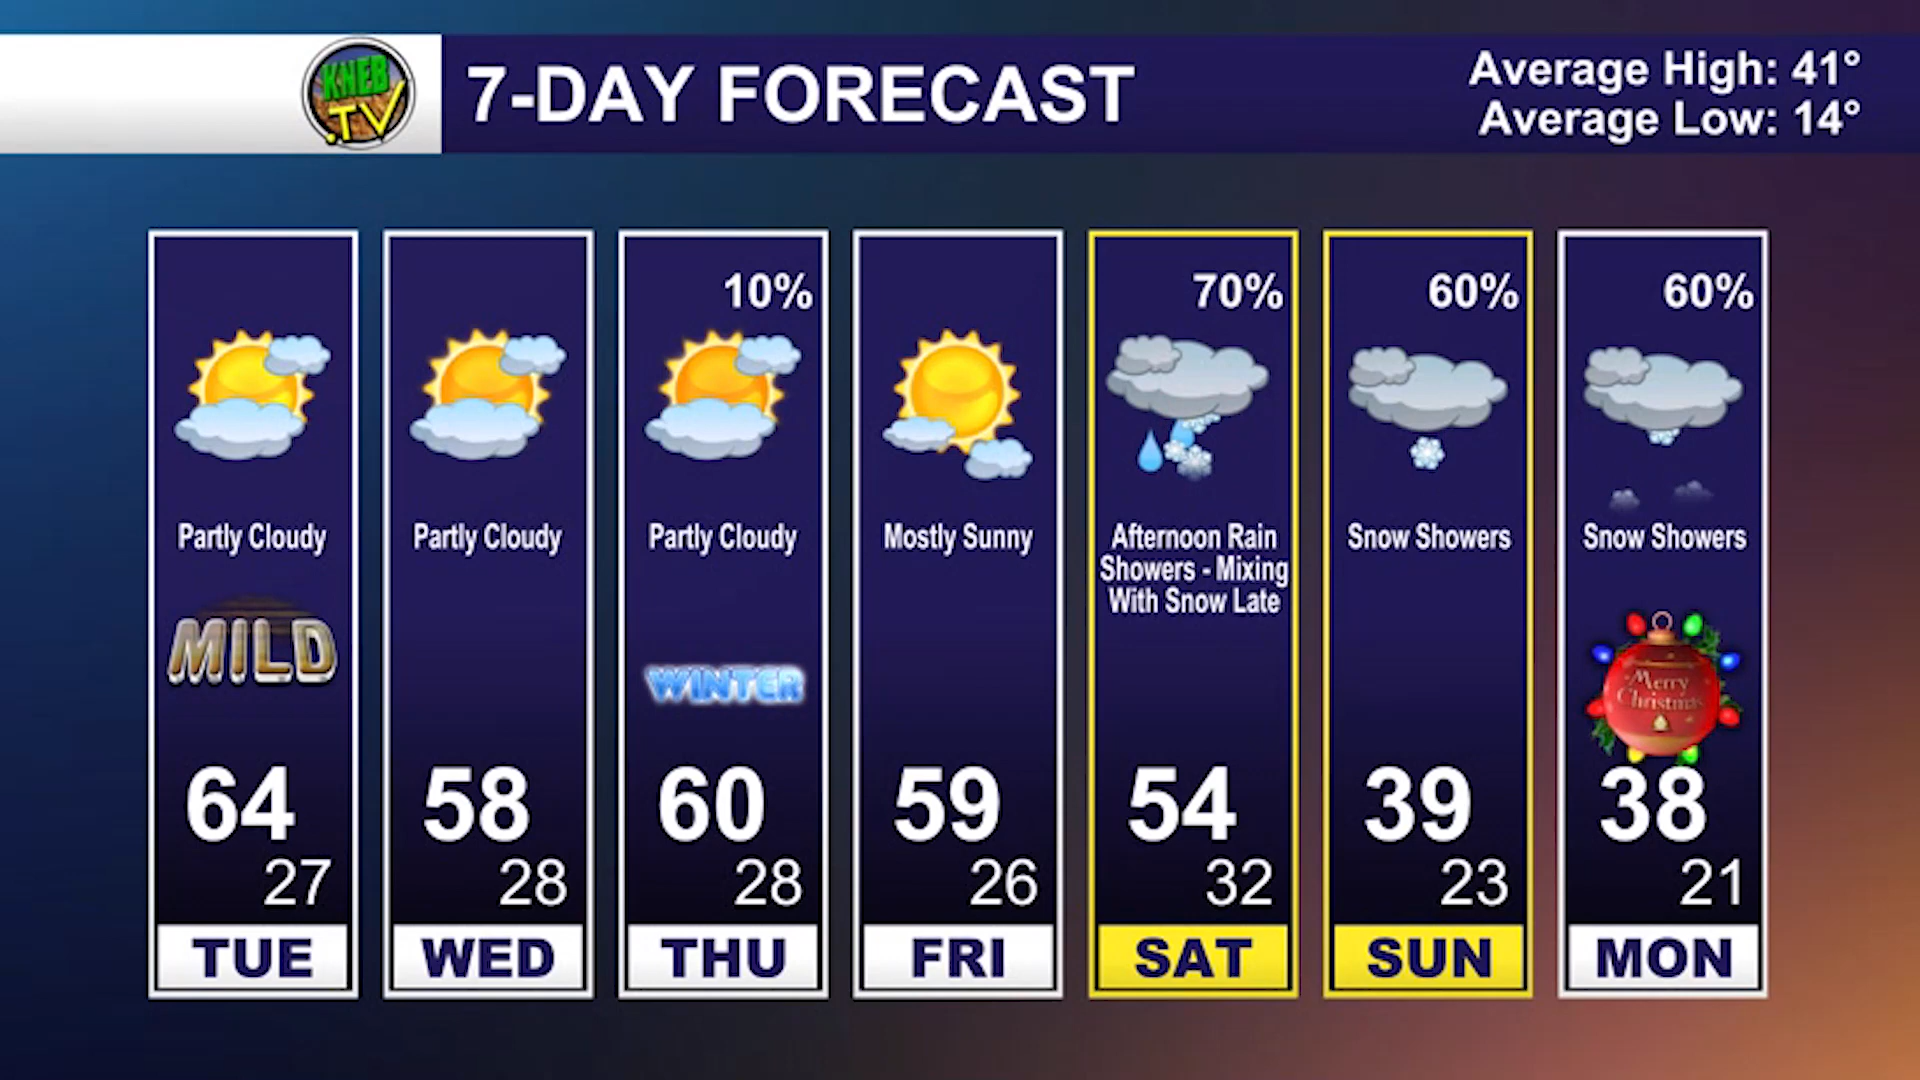 KNEB
.TV
7-DAY FORECAST
Average High: 41°
Average Low: 14°
Partly Cloudy
MILD
64
27
TUE
Partly Cloudy
58
28
WED
10%
Partly Cloudy
WINTER
60
28
THU
Mostly Sunny
59
26
FRI
70%
Afternoon Rain
Showers - Mixing
With Snow Late
54
32
SAT
60%
Snow Showers
39
23
SUN
60%
Snow Showers
Merry
Christmas
38
21
MON